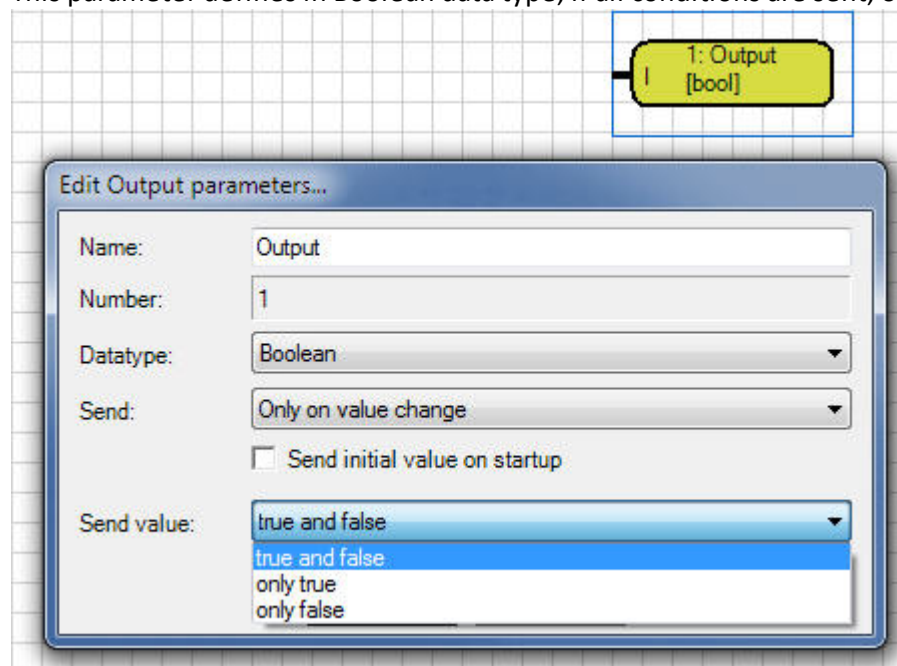 1: Output
I [bool]
Edit Output parameters...
Name: Output
Number: 1
Datatype: Boolean
Send: Only on value change
Send initial value on startup
Send value: true and false
true and false
only true
only false